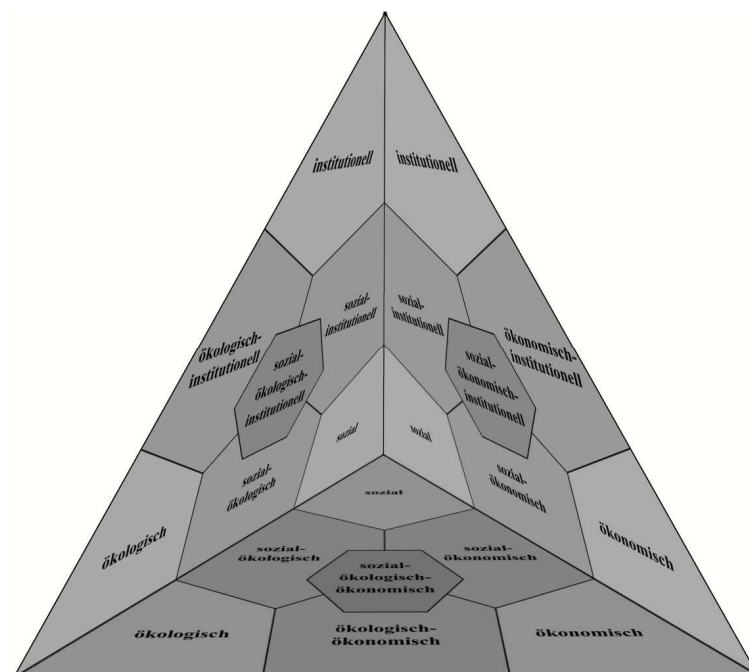 institutionell
institutionell
sozial-
institutionell
sozial-
institutionell
ökologisch-
institutionell
sozial-
ökologisch-
institutionell
sozial-
ökonomisch-
institutionell
ökonomisch-
institutionell
sozial
sozial
sozial-
ökologisch
sozial-
ökonomisch
sozial
ökologisch
ökonomisch
sozial-
ökologisch
sozial-
ökologisch-
ökonomisch
sozial-
ökonomisch
ökologisch
ökologisch-
ökonomisch
ökonomisch